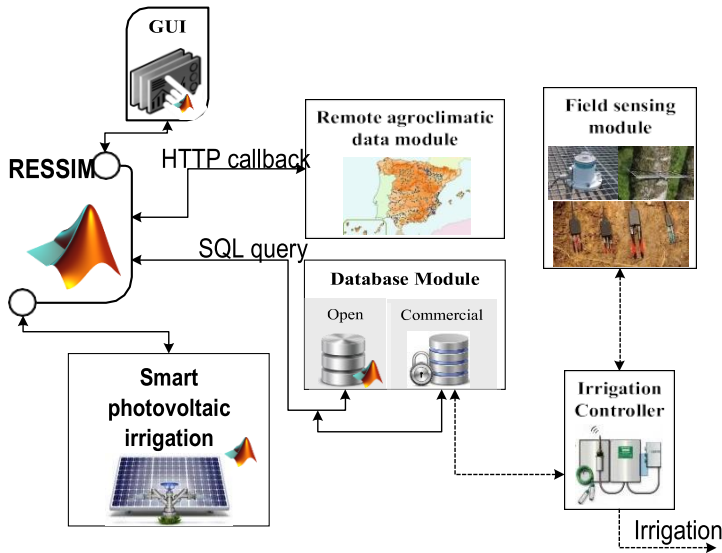 GUI
RESSIM
HTTP callback
SQL query
Remote agroclimatic
data module
Field sensing
module
Database Module
Open
Commercial
Smart
photovoltaic
irrigation
Irrigation
Controller
Irrigation